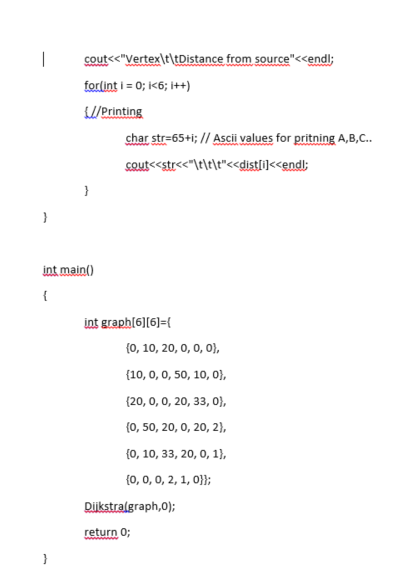 cout<<"Vertex\t\tDistance from source"<<endl;
for(int i = 0; i<6; i++)
{ //Printing
char str=65+i; // Ascii values for pritning A,B,C..
cout<<str<<"\t\t\t"<<dist[i]<<endl;
}
}
int main()
{
int graph[6][6]={
{0, 10, 20, 0, 0, 0},
{10, 0, 0, 50, 10, 0},
{20, 0, 0, 20, 33, 0},
{0, 50, 20, 0, 20, 2},
{0, 10, 33, 20, 0, 1},
{0, 0, 0, 2, 1, 0}};
Dijkstra(graph,0);
return 0;
}